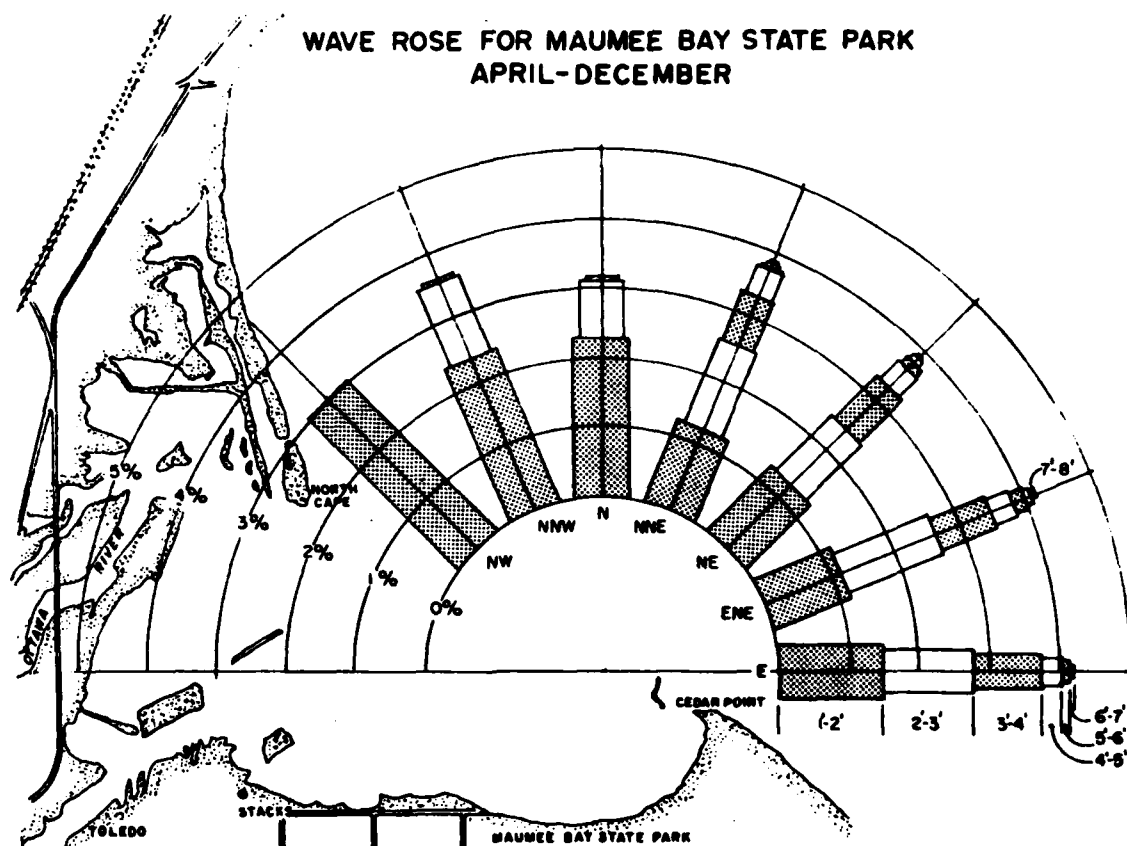 WAVE ROSE FOR MAUMEE BAY STATE PARK
APRIL-DECEMBER
5%
4%
3%
2%
1%
0%
NORTH
CAPE
NW
NNW
N
NNE
NE
ENE
E
7'-8'
OTTAWA
RIVER
CEDAR POINT
1'-2'
2'-3'
3'-4'
6'-7'
5'-6'
4'-5'
STACKS
TOLEDO
MAUMEE BAY STATE PARK